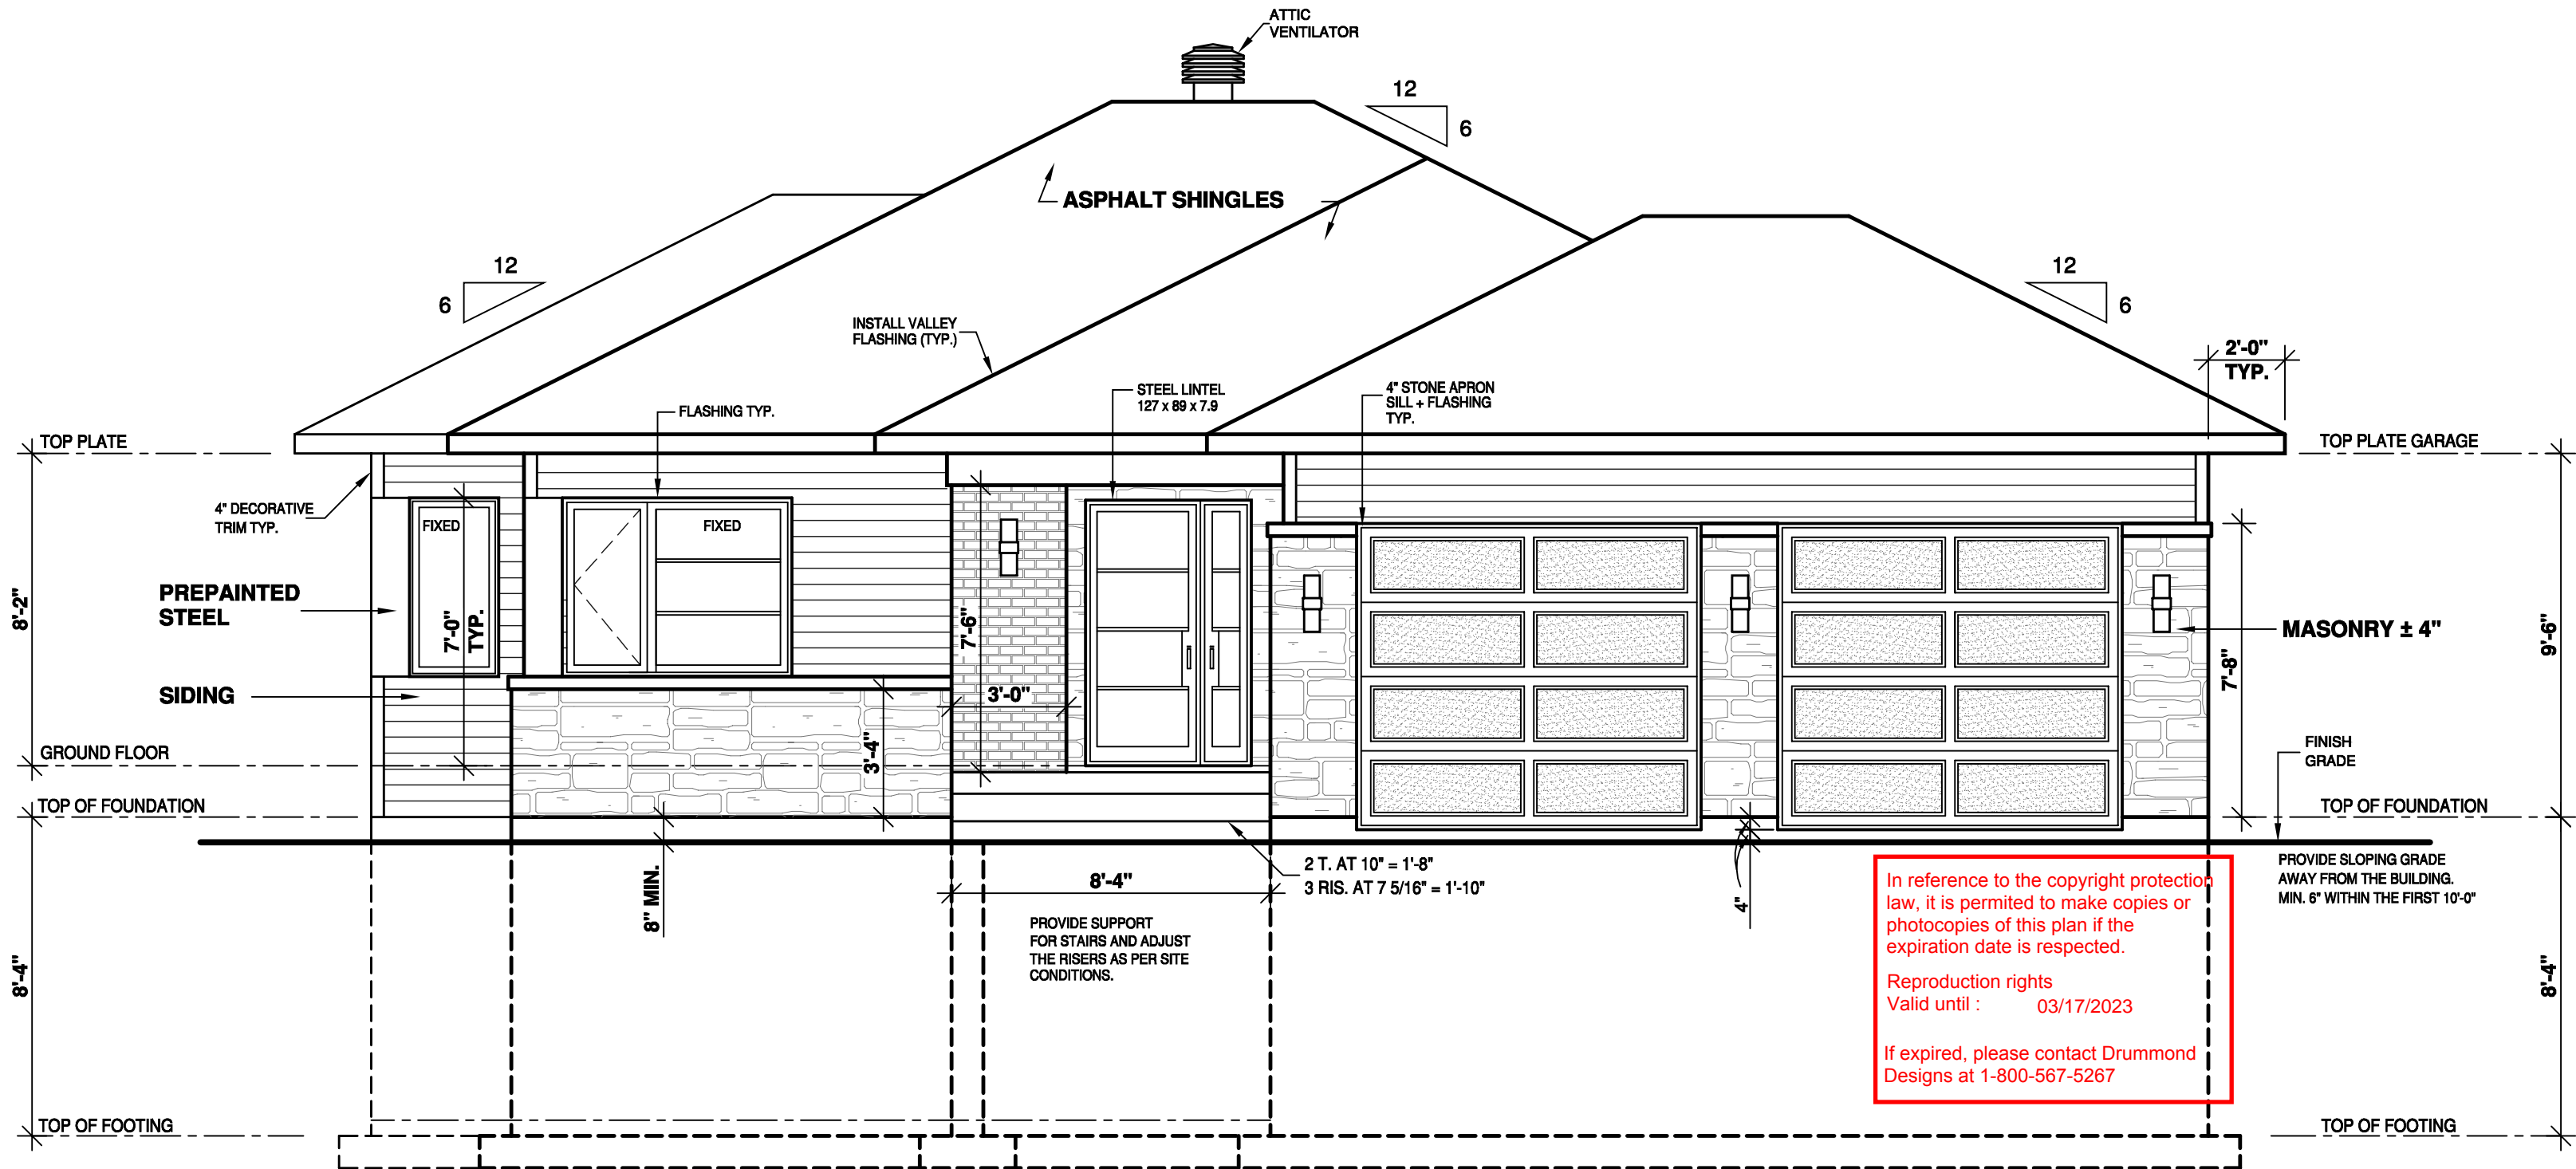 ATTIC
VENTILATOR
12
6
ASPHALT SHINGLES
12
6
12
6
INSTALL VALLEY
FLASHING (TYP.)
2'-0"
TYP.
STEEL LINTEL
127 x 89 x 7.9
4" STONE APRON
SILL + FLASHING
TYP.
FLASHING TYP.
TOP PLATE
TOP PLATE GARAGE
4" DECORATIVE
TRIM TYP.
FIXED
FIXED
PREPAINTED
STEEL
8'-2"
7'-0"
TYP.
7'-6"
MASONRY ± 4"
9'-6"
7'-8"
SIDING
3'-0"
3'-4"
GROUND FLOOR
FINISH
GRADE
TOP OF FOUNDATION
TOP OF FOUNDATION
2 T. AT 10" = 1'-8"
3 RIS. AT 7 5/16" = 1'-10"
8'-4"
8" MIN.
4"
PROVIDE SLOPING GRADE
AWAY FROM THE BUILDING.
MIN. 6" WITHIN THE FIRST 10'-0"
PROVIDE SUPPORT
FOR STAIRS AND ADJUST
THE RISERS AS PER SITE
CONDITIONS.
In reference to the copyright protection
law, it is permited to make copies or
photocopies of this plan if the
expiration date is respected.
Reproduction rights
Valid until : 03/17/2023
If expired, please contact Drummond
Designs at 1-800-567-5267
8'-4"
8'-4"
TOP OF FOOTING
TOP OF FOOTING